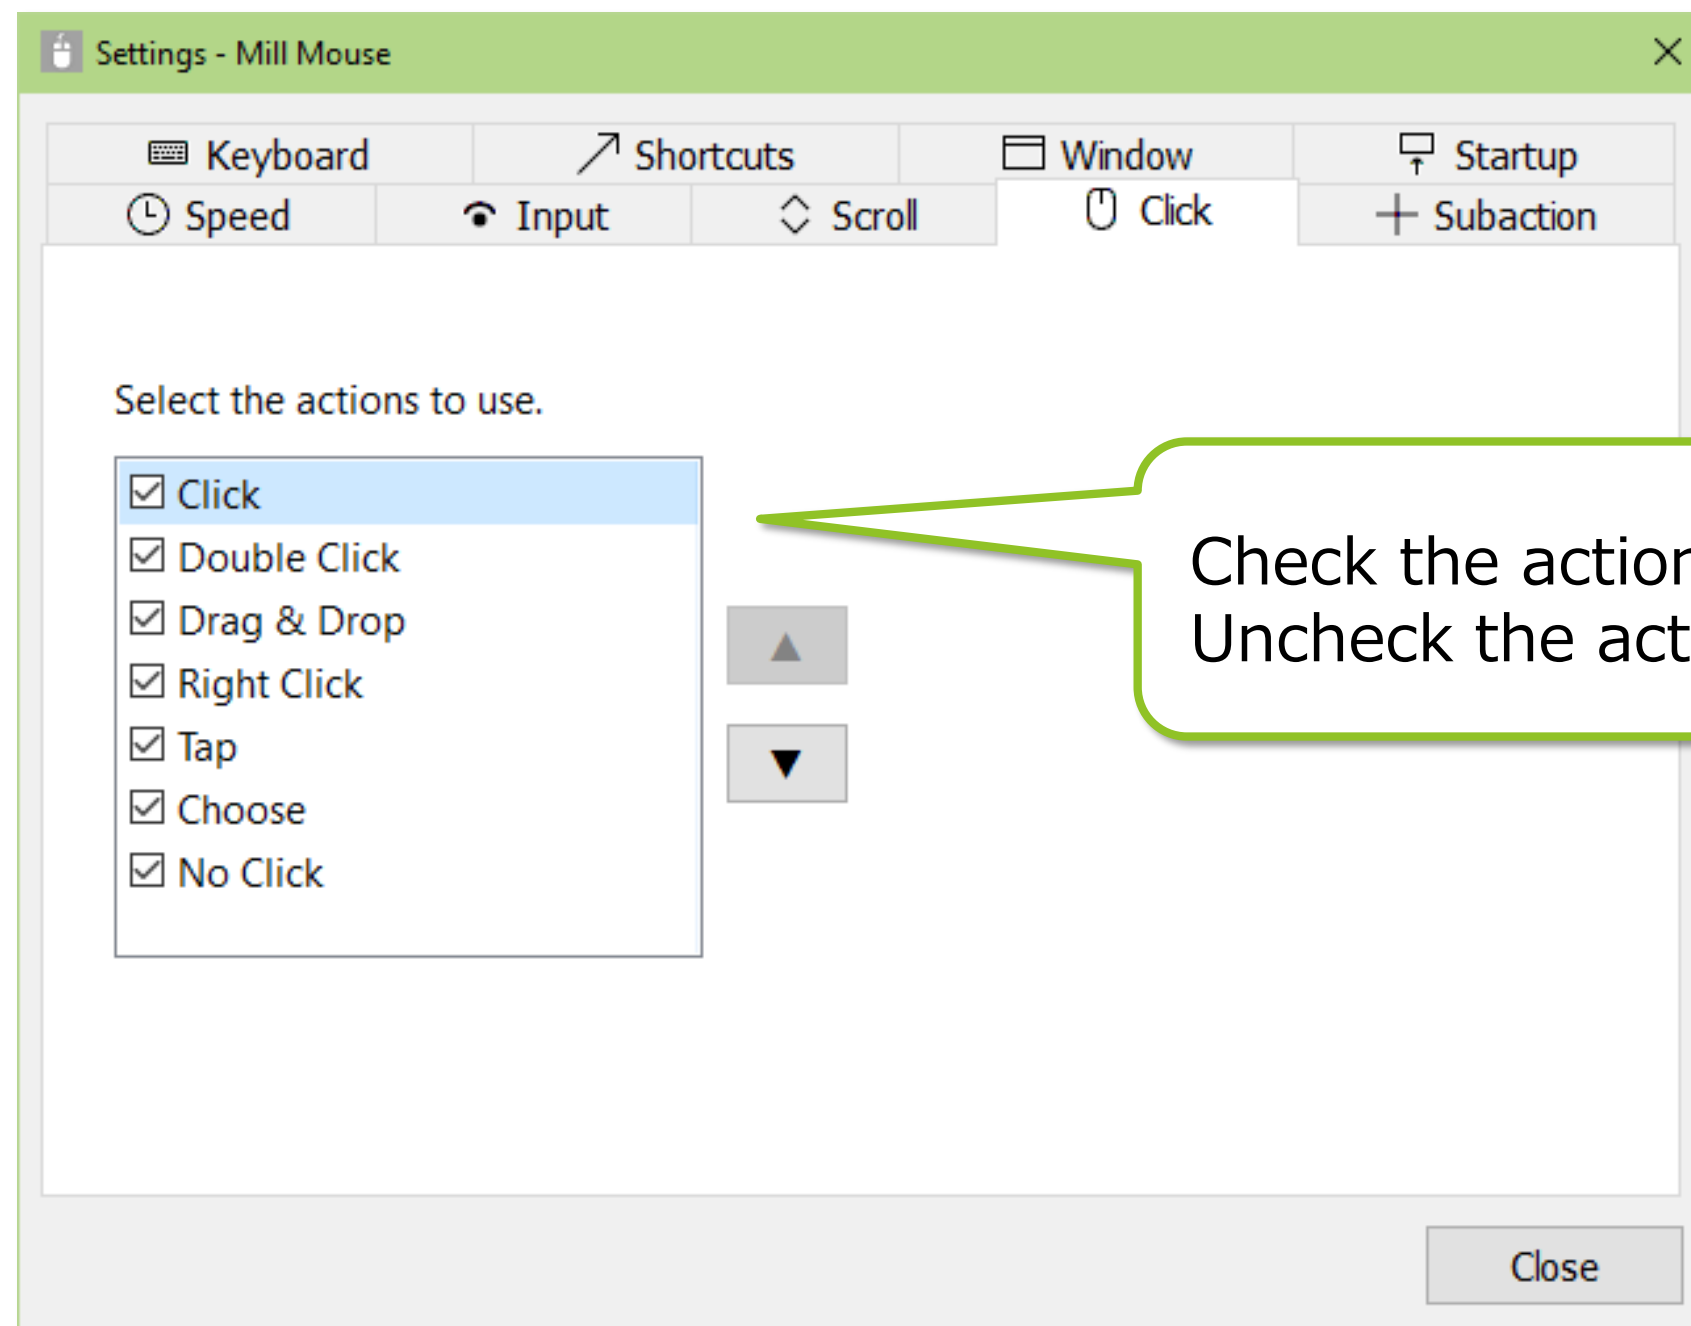 Settings - Mill Mouse
Keyboard Shortcuts Window Startup
Speed Input Scroll Click Subaction
Select the actions to use.
Click
Double Click
Drag & Drop
Right Click
Tap
Choose
No Click
Check the action
Uncheck the act
Close